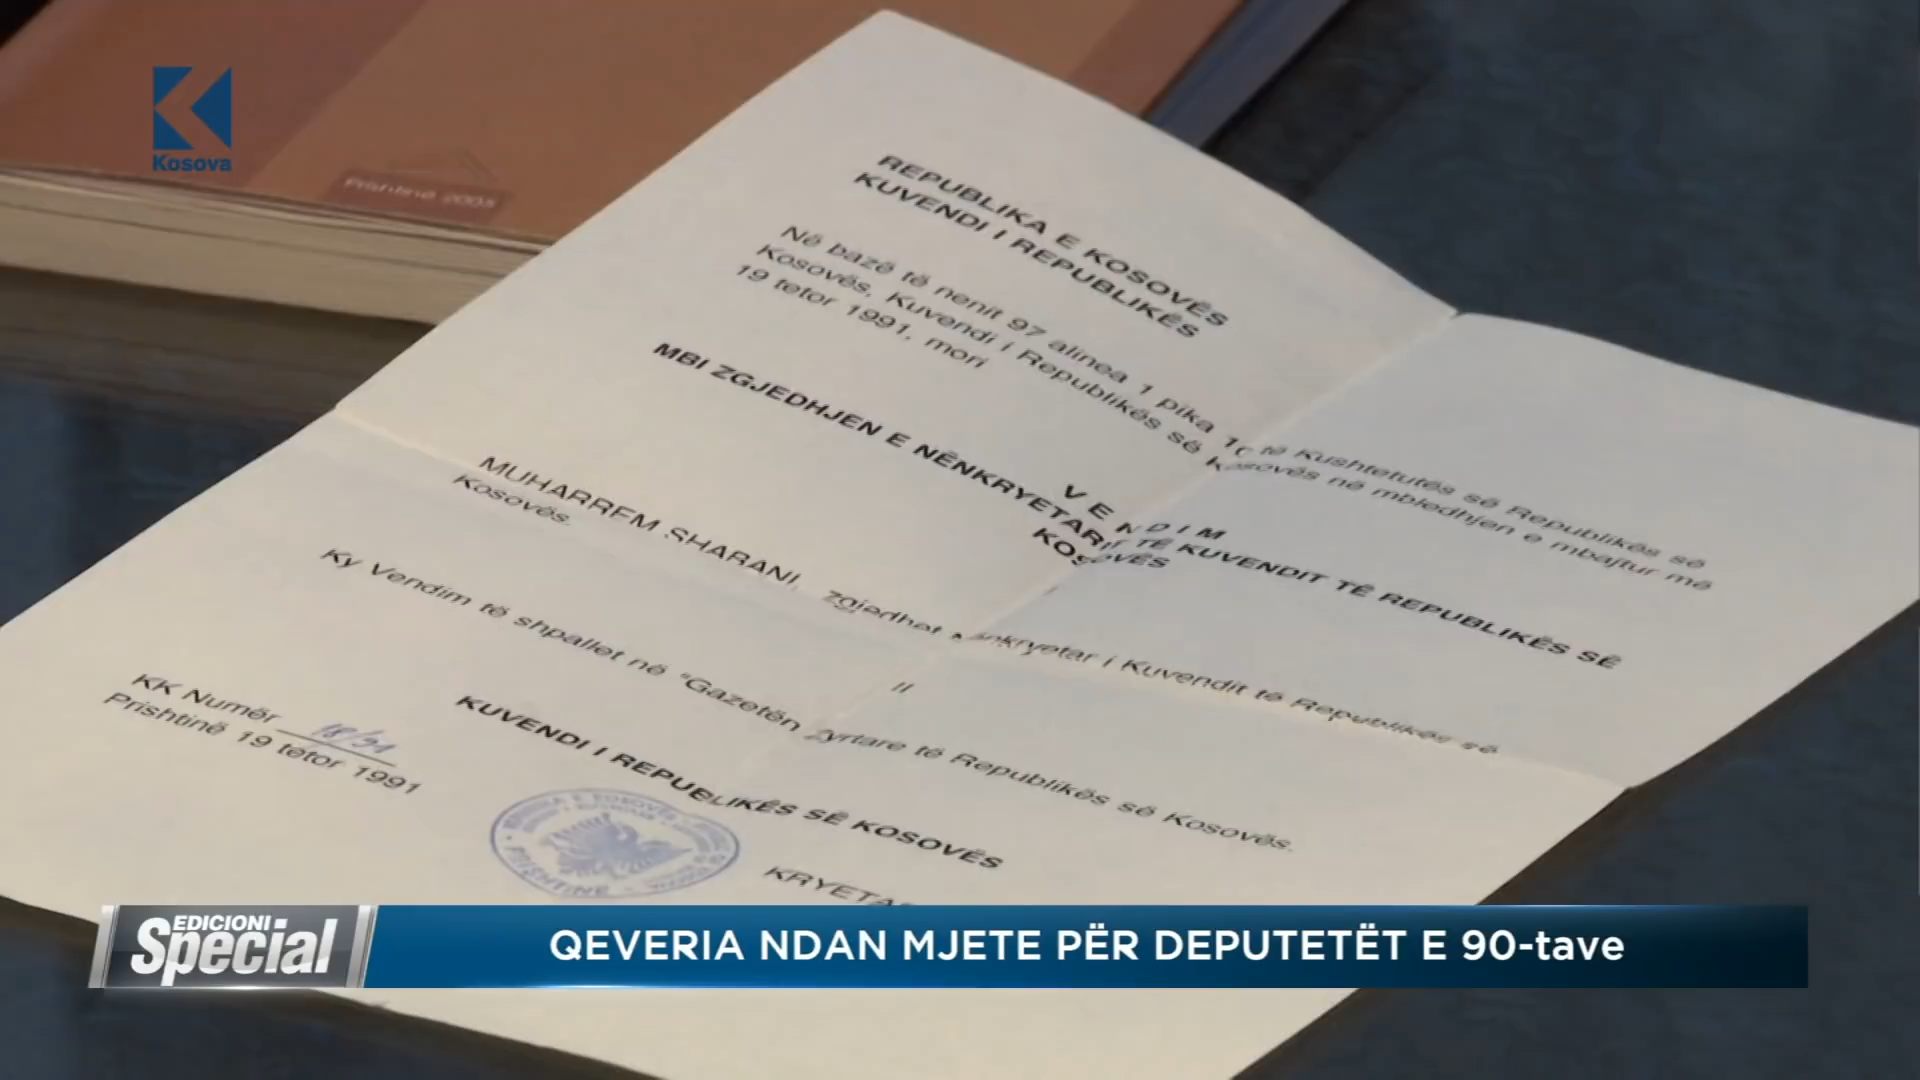 Kosova
Prishtinë 2005
REPUBLIKA E KOSOVËS
KUVENDI I REPUBLIKËS
Në bazë të nenit 97 alinea 1 pika 10 të Kushtetutës së Republikës së
Kosovës, Kuvendi i Republikës së Kosovës në mbledhjen e mbajtur më
19 tetor 1991, mori
V E N D I M
MBI ZGJEDHJEN E NËNKRYETARIT TË KUVENDIT TË REPUBLIKËS SË
KOSOVËS
I
MUHARREM SHABANI, zgjedhet nënkryetar i Kuvendit të Republikës së
Kosovës.
II
Ky Vendim të shpallet në "Gazetën zyrtare të Republikës së Kosovës.
KUVENDI I REPUBLIKËS SË KOSOVËS
KK Numër 18/91
Prishtinë 19 tetor 1991
PRISHTINË
EDICIONI
Special
QEVERIA NDAN MJETE PËR DEPUTETËT E 90-tave